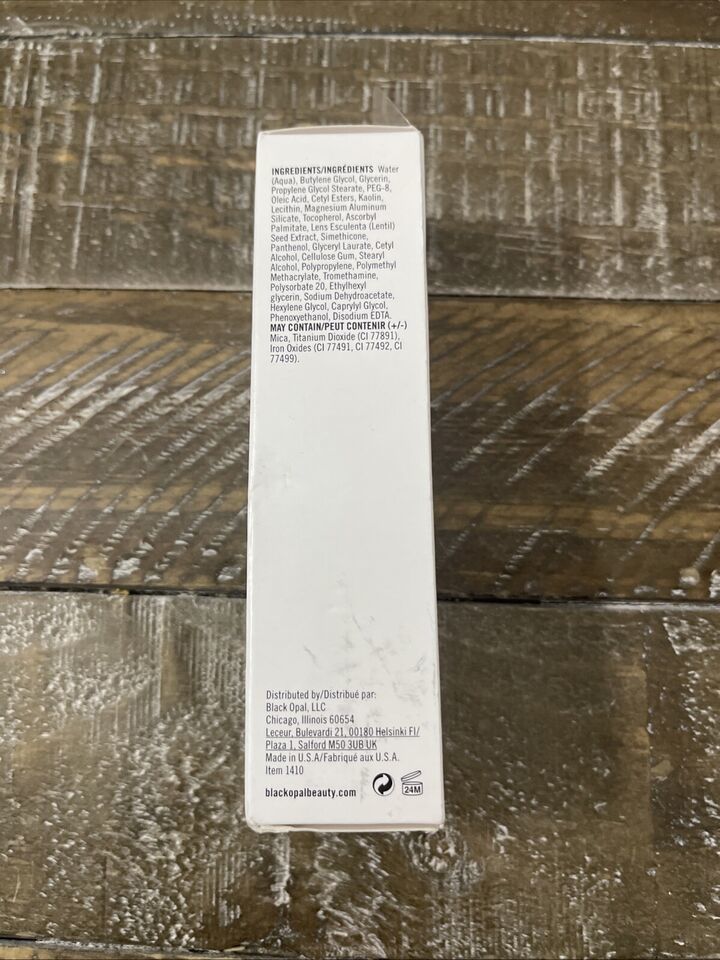 INGREDIENTS/INGRÉDIENTS Water
(Aqua), Butylene Glycol, Glycerin,
Propylene Glycol Stearate, PEG-8,
Oleic Acid, Cetyl Esters, Kaolin,
Lecithin, Magnesium Aluminum
Silicate, Tocopherol, Ascorbyl
Palmitate, Lens Esculenta (Lentil)
Seed Extract, Simethicone,
Panthenol, Glyceryl Laurate, Cetyl
Alcohol, Cellulose Gum, Stearyl
Alcohol, Polypropylene, Polymethyl
Methacrylate, Tromethamine,
Polysorbate 20, Ethylhexyl
glycerin, Sodium Dehydroacetate,
Hexylene Glycol, Caprylyl Glycol,
Phenoxyethanol, Disodium EDTA.
MAY CONTAIN/PEUT CONTENIR (+/-)
Mica, Titanium Dioxide (CI 77891),
Iron Oxides (CI 77491, CI 77492, CI
77499).
Distributed by/Distribué par:
Black Opal, LLC
Chicago, Illinois 60654
Leceur, Bulevardi 21, 00180 Helsinki FI/
Plaza 1, Salford M50 3UB UK
Made in U.S.A/Fabriqué aux U.S.A.
Item 1410
blackopalbeauty.com
24M